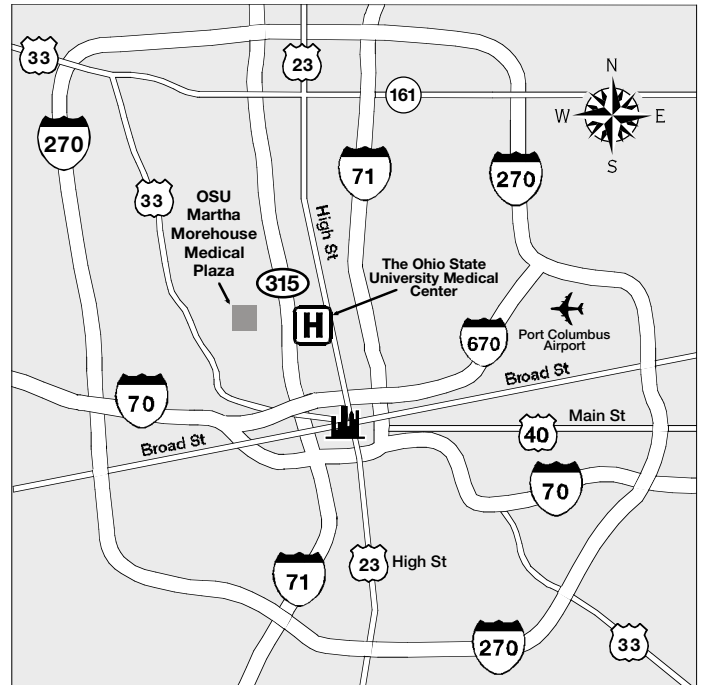 33
23
161
N
W
E
S
270
71
270
33
OSU
Martha
Morehouse
Medical
Plaza
High St
315
The Ohio State
University Medical
Center
H
670
Port Columbus
Airport
Broad St
70
Main St
40
Broad St
70
23
High St
71
270
33